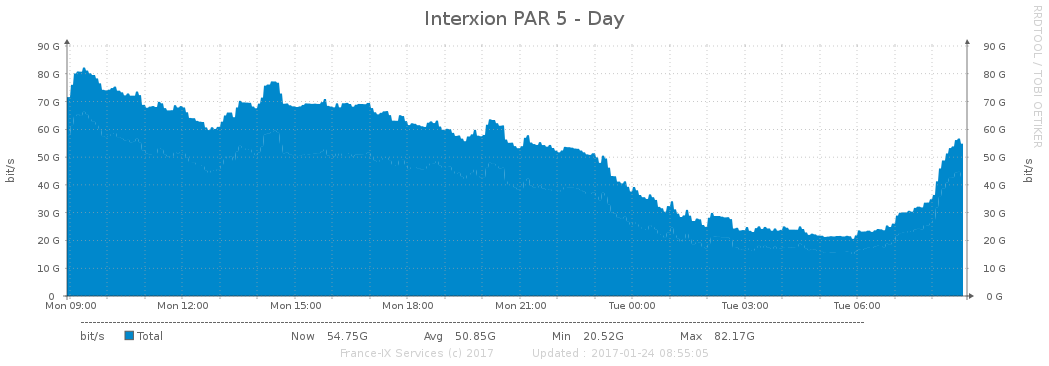 Interxion PAR 5 - Day
RRDTOOL / TOBI OETIKER
bit/s
90 G
80 G
70 G
60 G
50 G
40 G
30 G
20 G
10 G
0
90 G
80 G
70 G
60 G
50 G
40 G
30 G
20 G
10 G
0 G
bit/s
Mon 09:00 Mon 12:00 Mon 15:00 Mon 18:00 Mon 21:00 Tue 00:00 Tue 03:00 Tue 06:00
bit/s Total Now 54.75G Avg 50.85G Min 20.52G Max 82.17G
France-IX Services (c) 2017 Updated : 2017-01-24 08:55:05